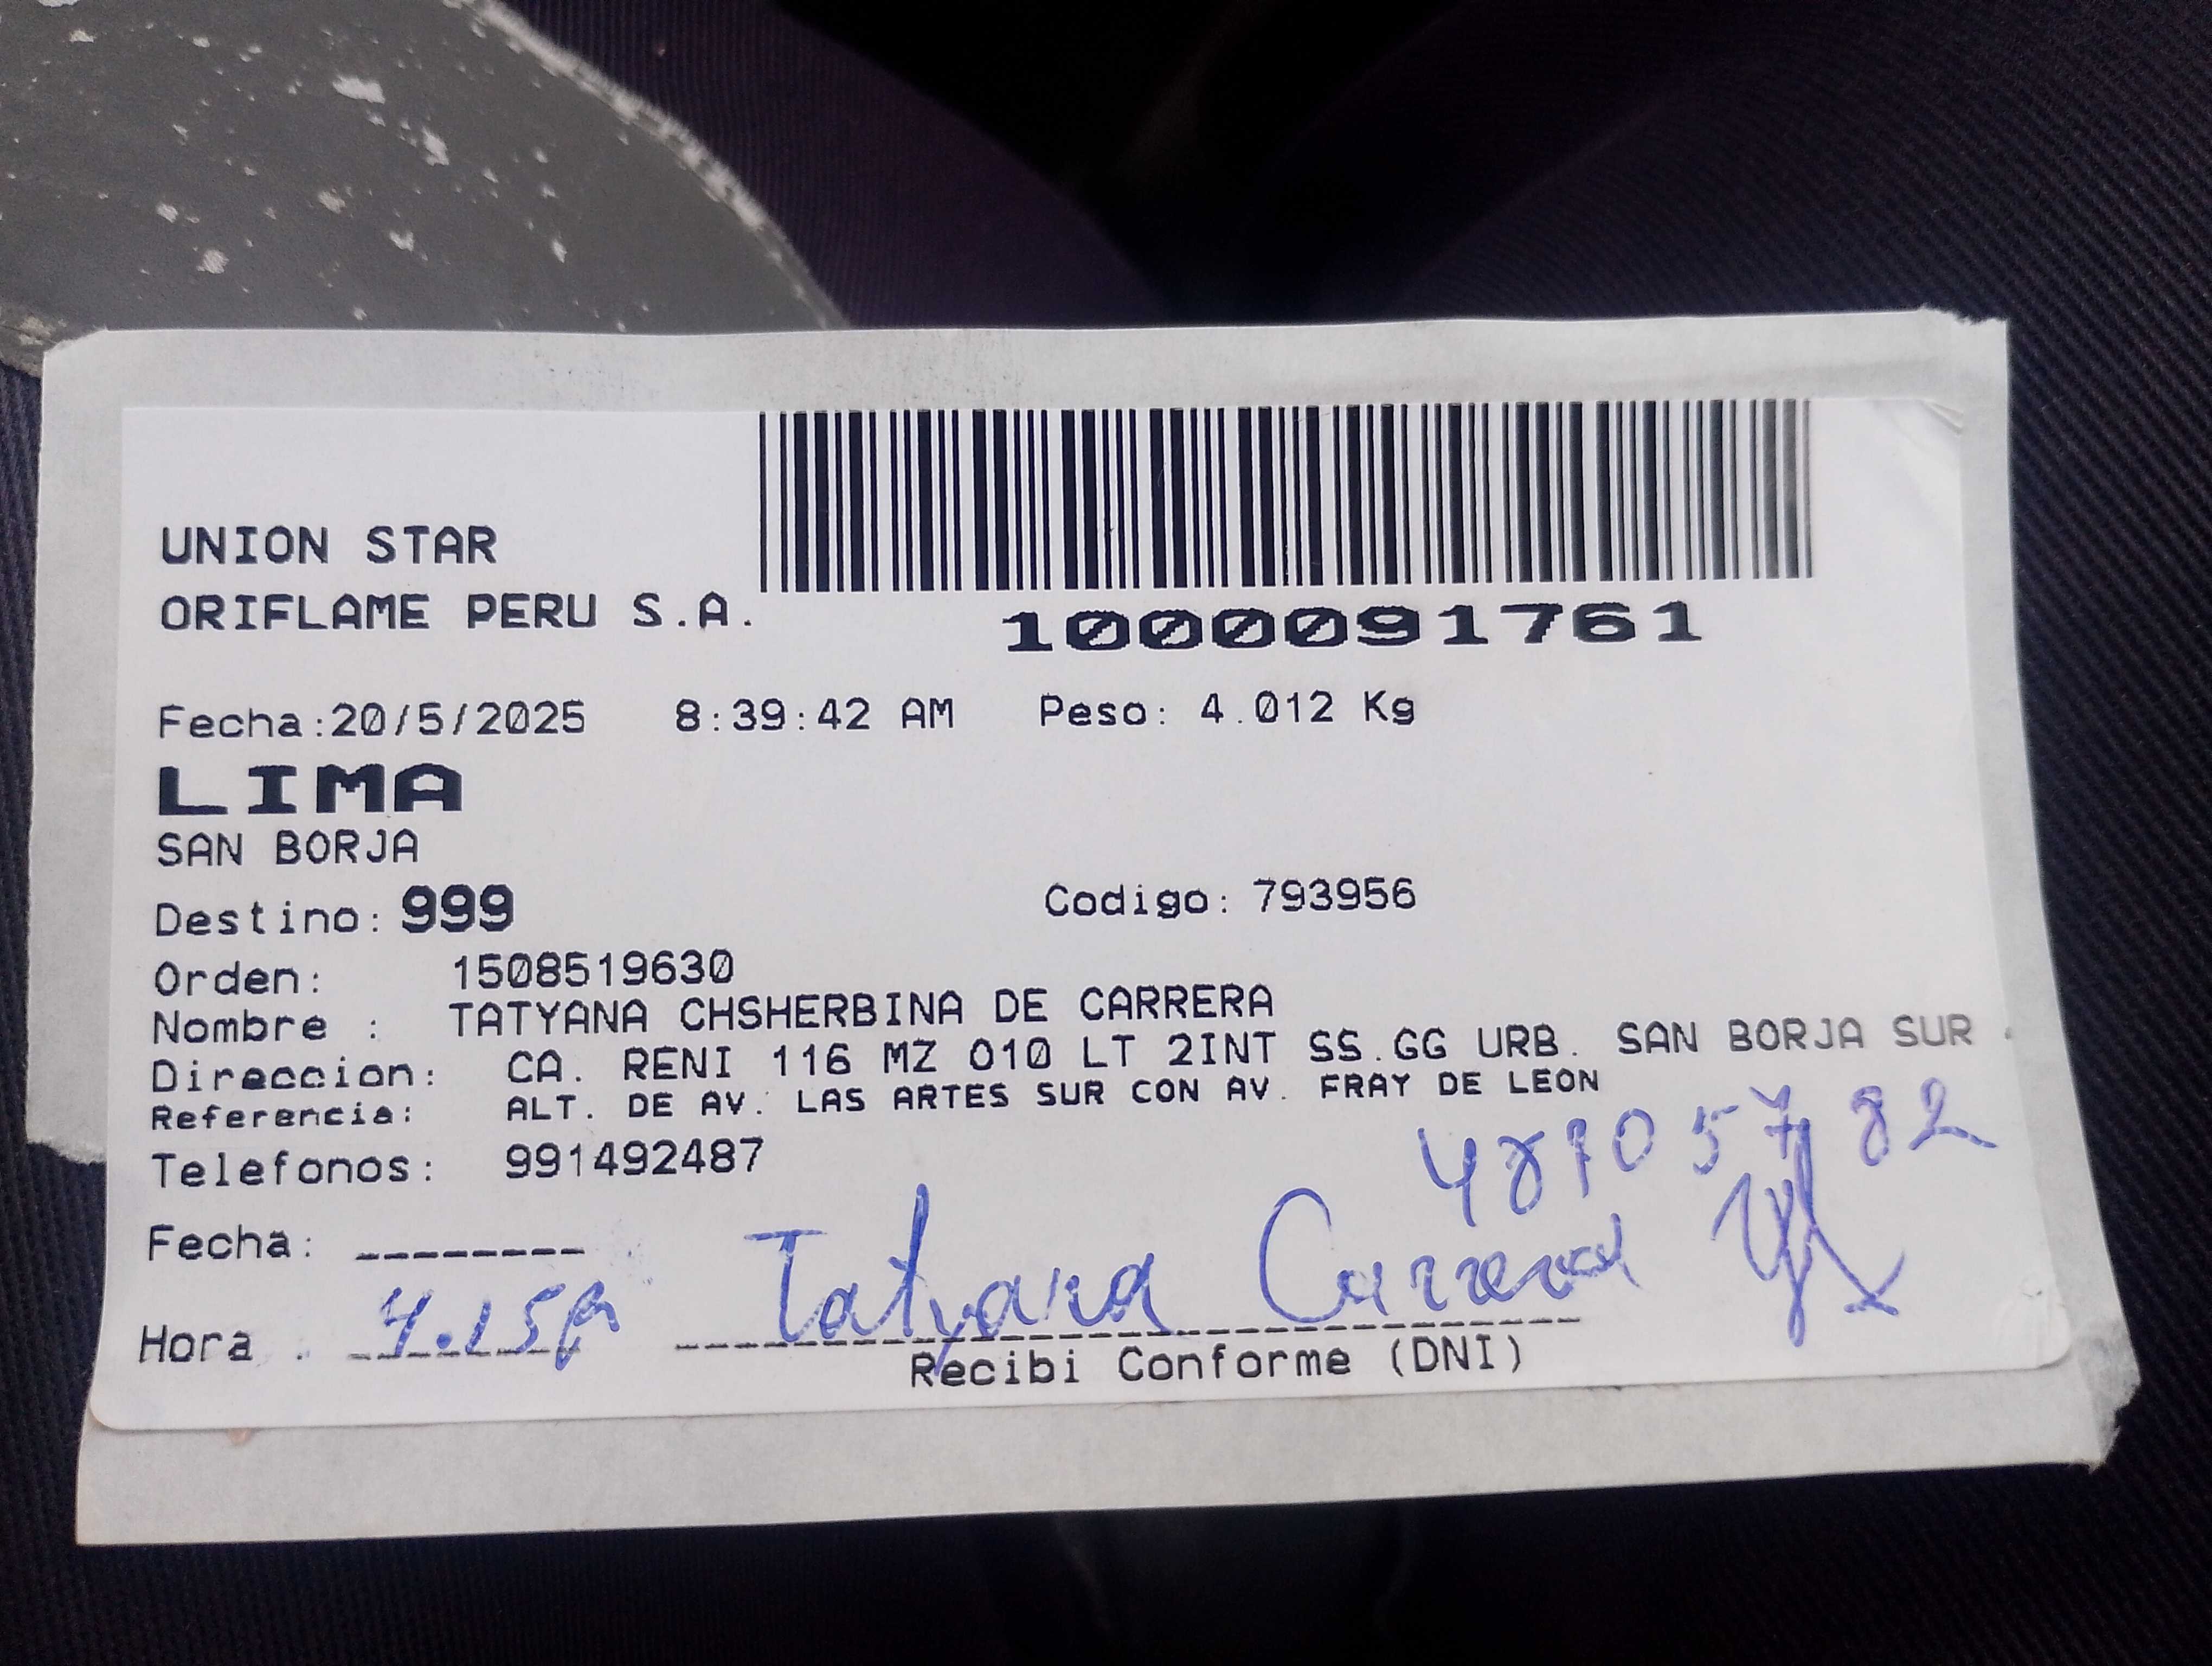 UNION STAR
ORIFLAME PERU S.A.
1000091761
Fecha:20/5/2025 8:39:42 AM Peso: 4.012 Kg
LIMA
SAN BORJA
Destino: 999 Codigo: 793956
Orden: 1508519630
Nombre : TATYANA CHSHERBINA DE CARRERA
Direccion: CA. RENI 116 MZ O10 LT 2INT SS.GG URB. SAN BORJA SUR
Referencia: ALT. DE AV. LAS ARTES SUR CON AV. FRAY DE LEON
Telefonos: 991492487
Fecha: --------
Hora : Tatyana Carrera
Recibi Conforme (DNI)